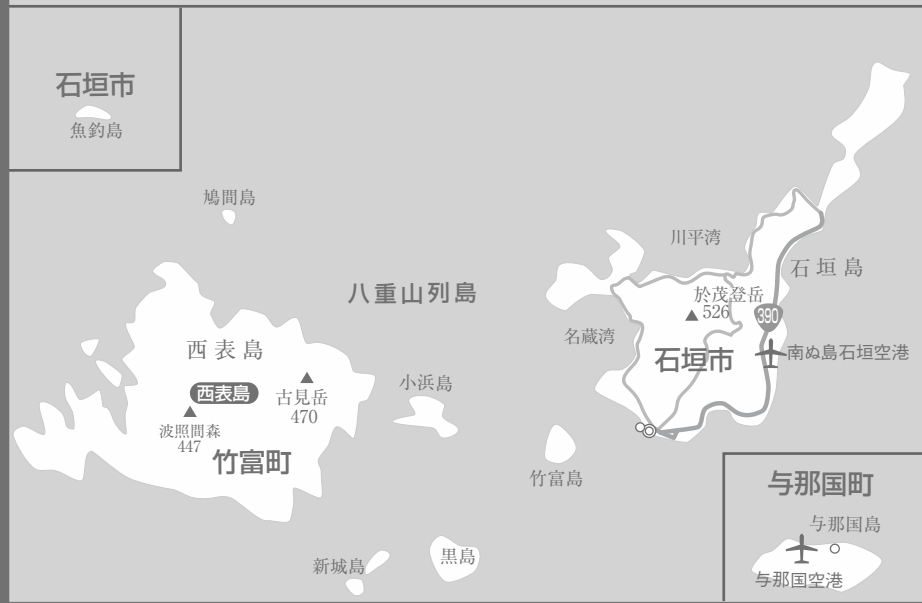 石垣市
魚釣島
鳩間島
川平湾
石垣島
八重山列島
於茂登岳
526
390
名蔵湾
西表島
石垣市
南ぬ島石垣空港
西表島
古見岳
470
小浜島
波照間森
447
竹富町
竹富島
与那国町
与那国島
新城島
黒島
与那国空港